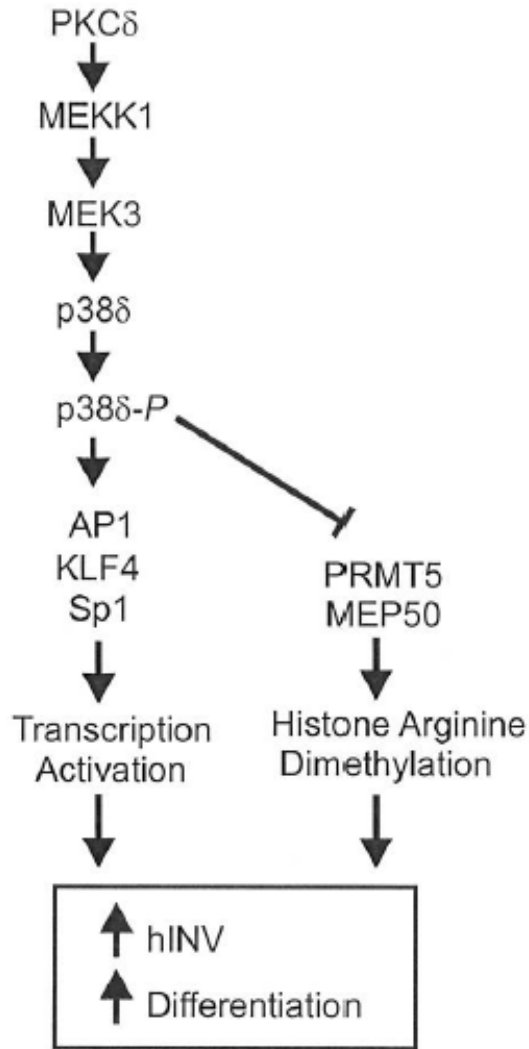 PKCδ
MEKK1
MEK3
p38δ
p38δ-P
AP1
KLF4
Sp1
Transcription
Activation
PRMT5
MEP50
Histone Arginine
Dimethylation
hINV
Differentiation